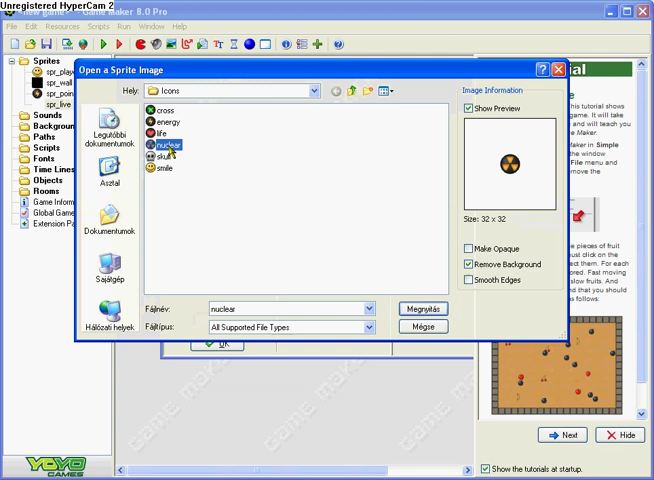 Unregistered HyperCam 2
Game Maker 8.0 Pro
File Edit Resources Scripts Run Window Help
Sprites
spr_play
spr_wall
spr_poin
spr_live
Sounds
Backgroun
Paths
Scripts
Fonts
Time Lines
Objects
Rooms
Game Inform
Global Game
Extension Pa
Open a Sprite Image
Hely:
Icons
Legutóbbi
dokumentumok
Asztal
Dokumentumok
Sajátgép
Hálózati helyek
cross
energy
life
nuclear
skull
smile
Fájlnév:
nuclear
Megnyitás
Fájltípus:
All Supported File Types
Mégse
Image Information
Show Preview
Size: 32 x 32
Make Opaque
Remove Background
Smooth Edges
OK
ial
e
his tutorial shows
game. It will take
and will teach you
e Maker.
Maker in Simple
the window
File menu and
remove the
e pieces of fruit
ust click on the
ect them. For each
ored. Fast moving
slow fruits. And
nd that you should
s follows:
Next
Hide
Show the tutorials at startup.
game maker
YOYO
GAMES